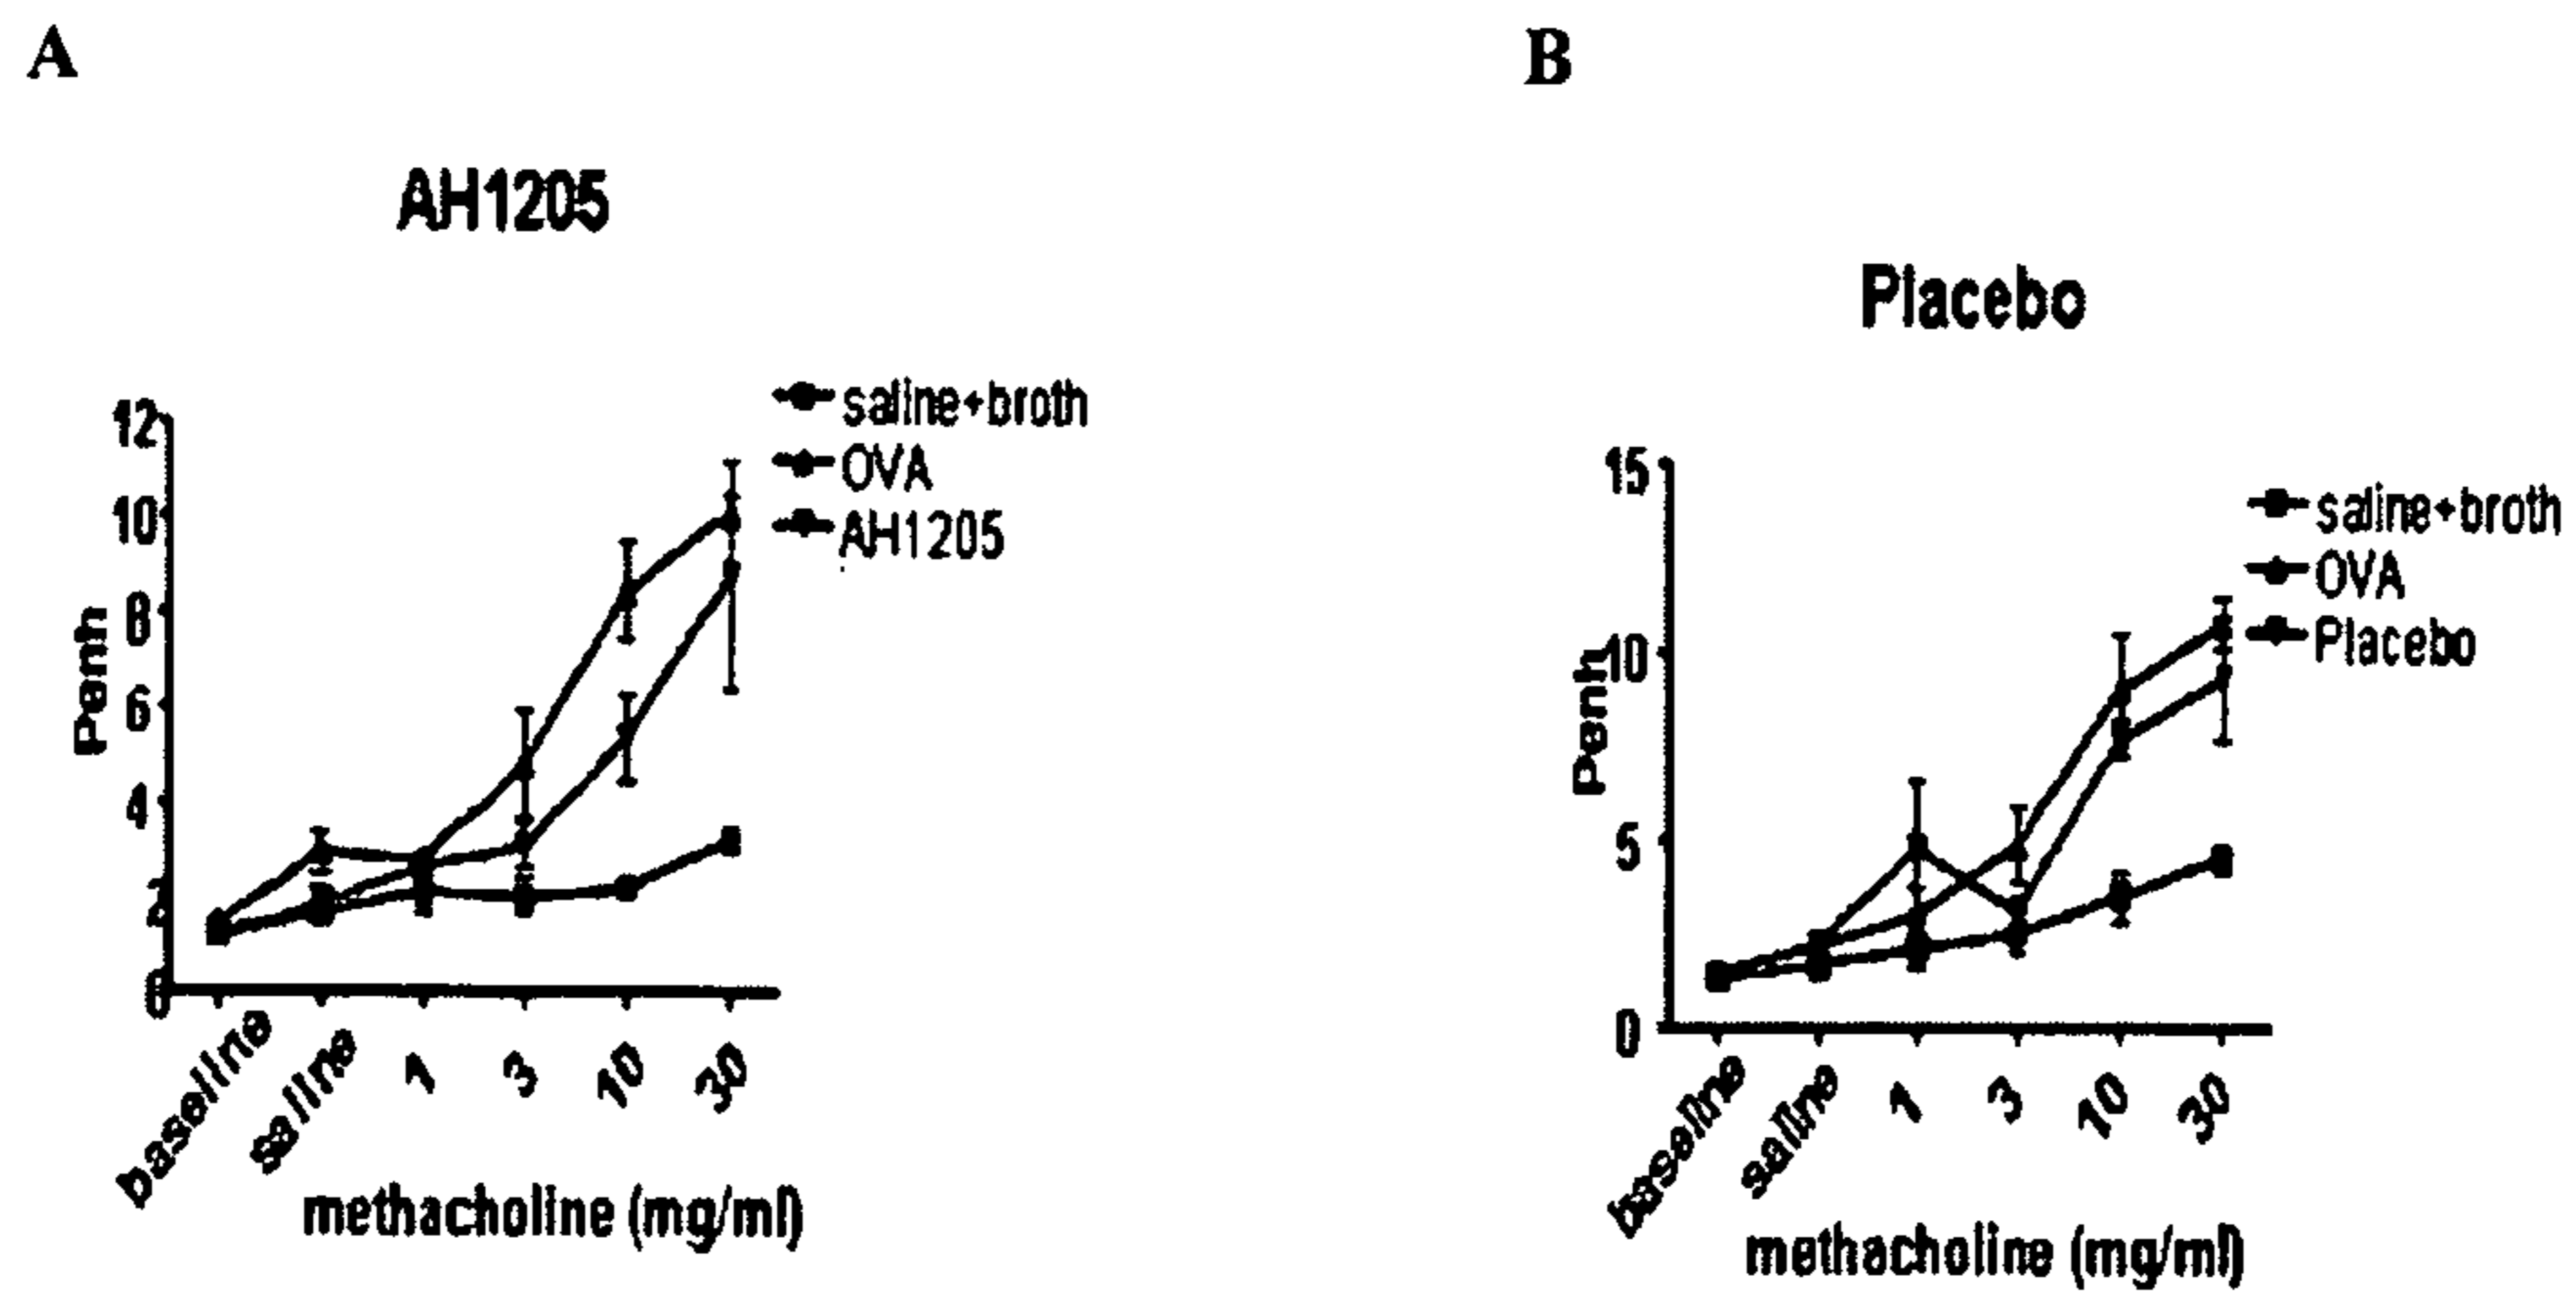 A
B
AH1205
Placebo
saline+broth
OVA
AH1205
12
10
8
6
4
2
0
Penh
baseline
saline
1
3
10
30
methacholine (mg/ml)
saline+broth
OVA
Placebo
15
10
5
0
Penh
baseline
saline
1
3
10
30
methacholine (mg/ml)